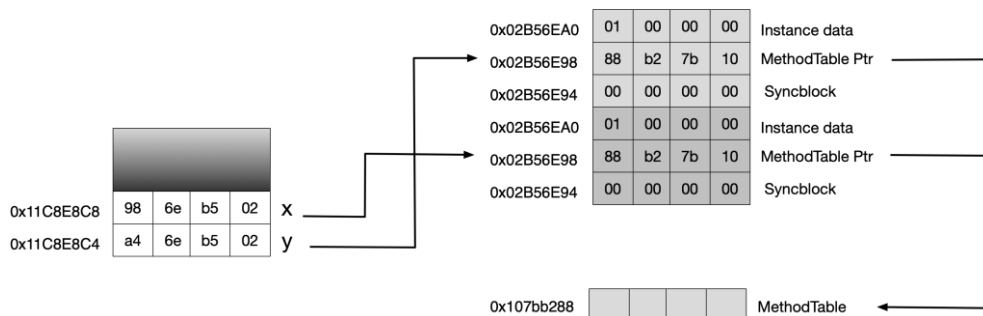 0x02B56EA0 01 00 00 00 Instance data
0x02B56E98 88 b2 7b 10 MethodTable Ptr
0x02B56E94 00 00 00 00 Syncblock
0x02B56EA0 01 00 00 00 Instance data
0x02B56E98 88 b2 7b 10 MethodTable Ptr
0x02B56E94 00 00 00 00 Syncblock
0x11C8E8C8 98 6e b5 02 x
0x11C8E8C4 a4 6e b5 02 y
0x107bb288 MethodTable